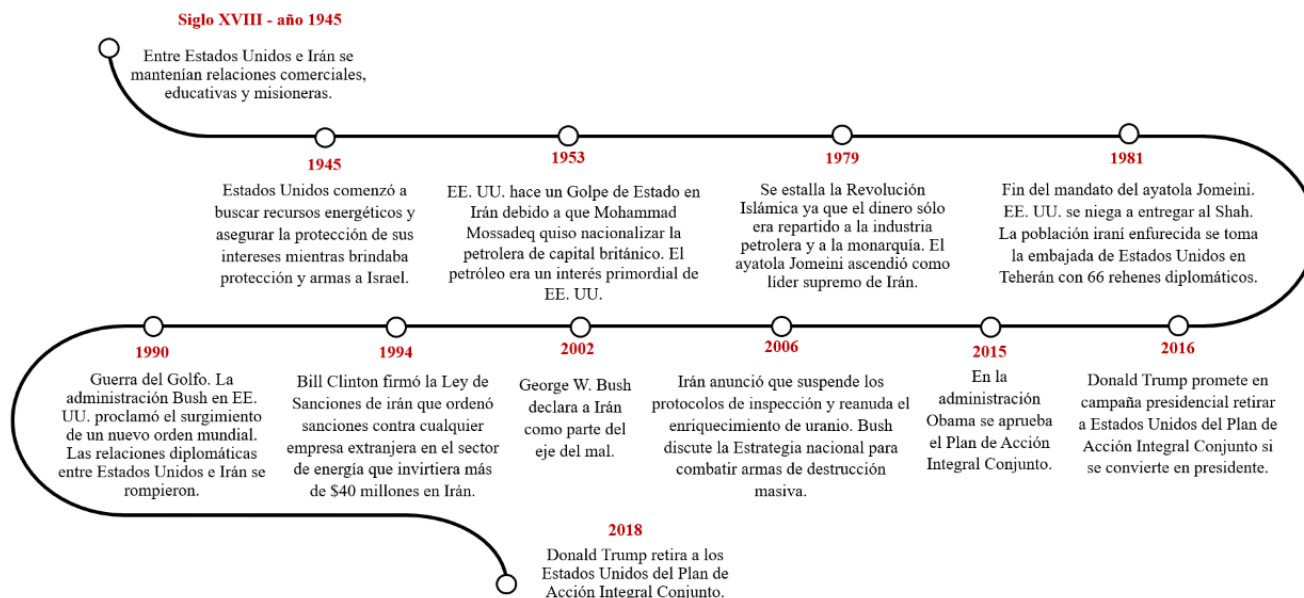 Siglo XVIII - año 1945
Entre Estados Unidos e Irán se
mantenían relaciones comerciales,
educativas y misioneras.
1945
Estados Unidos comenzó a
buscar recursos energéticos y
asegurar la protección de sus
intereses mientras brindaba
protección y armas a Israel.
1953
EE. UU. hace un Golpe de Estado en
Irán debido a que Mohammad
Mossadeq quiso nacionalizar la
petrolera de capital británico. El
petróleo era un interés primordial de
EE. UU.
1979
Se estalla la Revolución
Islámica ya que el dinero sólo
era repartido a la industria
petrolera y a la monarquía. El
ayatola Jomeini ascendió como
líder supremo de Irán.
1981
Fin del mandato del ayatola Jomeini.
EE. UU. se niega a entregar al Shah.
La población iraní enfurecida se toma
la embajada de Estados Unidos en
Teherán con 66 rehenes diplomáticos.
1990
Guerra del Golfo. La
administración Bush en EE.
UU. proclamó el surgimiento
de un nuevo orden mundial.
Las relaciones diplomáticas
entre Estados Unidos e Irán se
rompieron.
1994
Bill Clinton firmó la Ley de
Sanciones de irán que ordenó
sanciones contra cualquier
empresa extranjera en el sector
de energía que invirtiera más
de $40 millones en Irán.
2002
George W. Bush
declara a Irán
como parte del
eje del mal.
2006
Irán anunció que suspende los
protocolos de inspección y reanuda el
enriquecimiento de uranio. Bush
discute la Estrategia nacional para
combatir armas de destrucción
masiva.
2015
En la
administración
Obama se aprueba
el Plan de Acción
Integral Conjunto.
2016
Donald Trump promete en
campaña presidencial retirar
a Estados Unidos del Plan de
Acción Integral Conjunto si
se convierte en presidente.
2018
Donald Trump retira a los
Estados Unidos del Plan de
Acción Integral Conjunto.